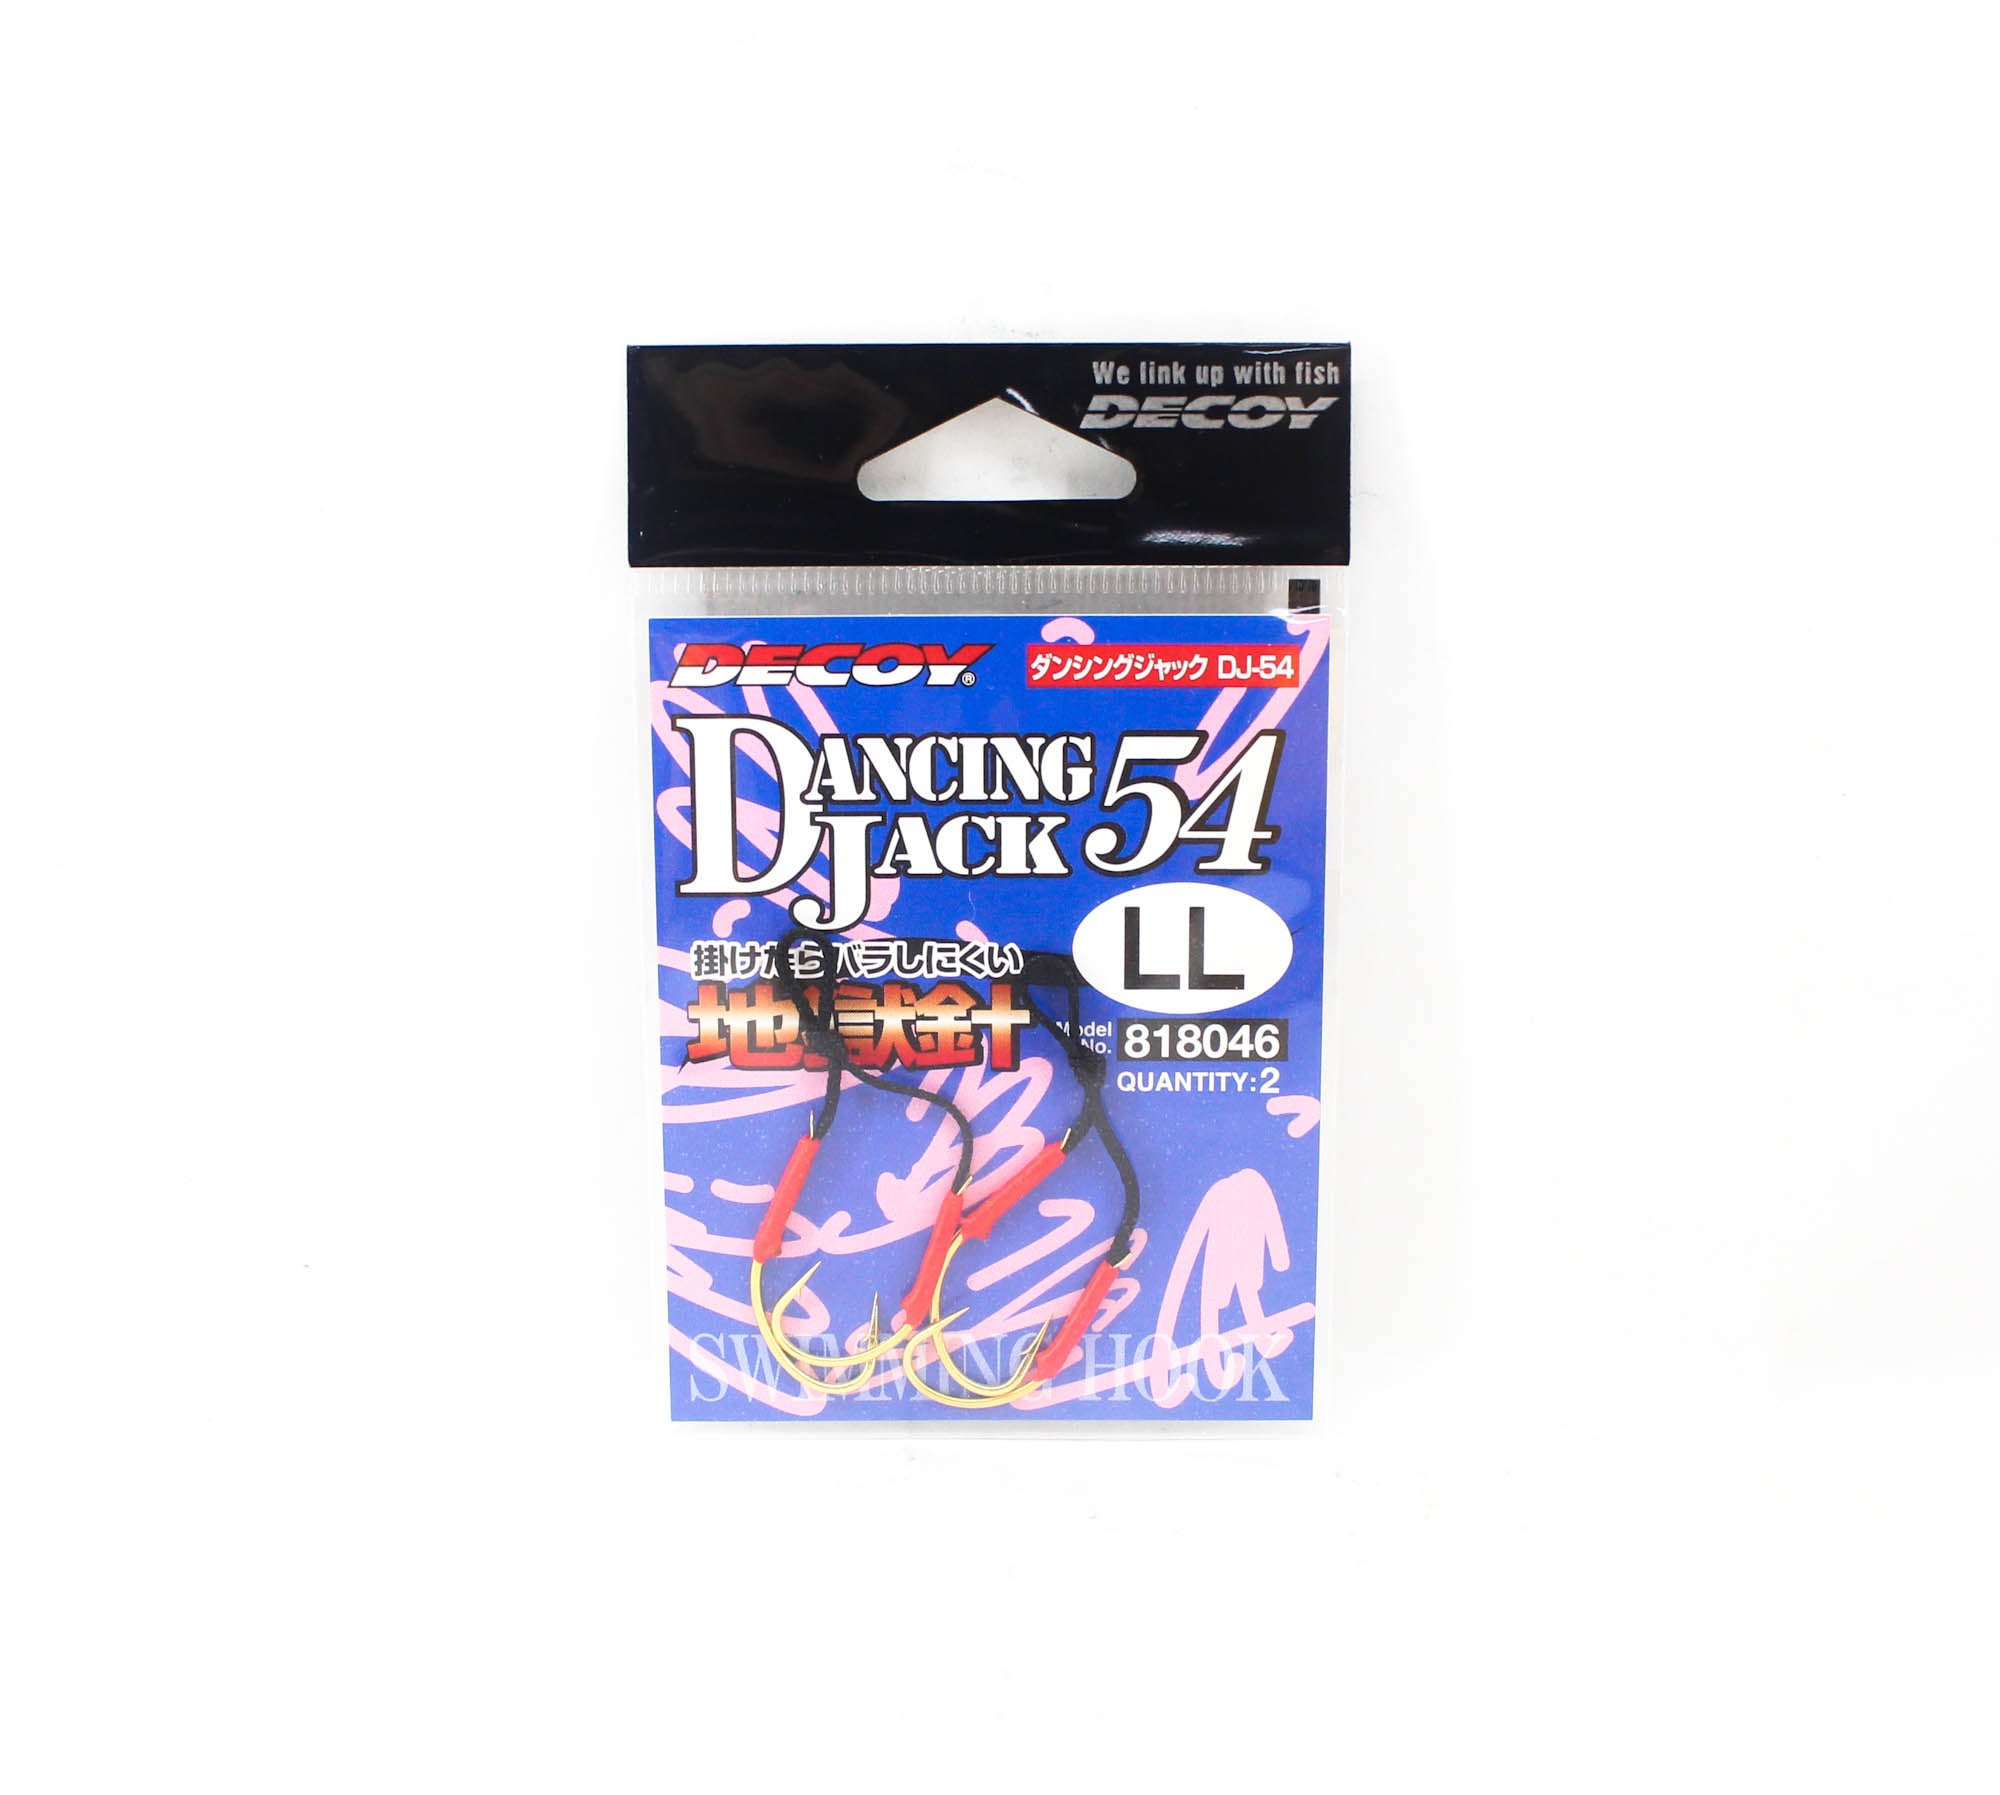 We link up with fish
DECOY
DECOY®
ダンシングジャック DJ-54
DANCING
JACK 54
LL
掛けたらバラしにくい
地獄針
Model No. 818046
QUANTITY:2
SWIMMING HOOK